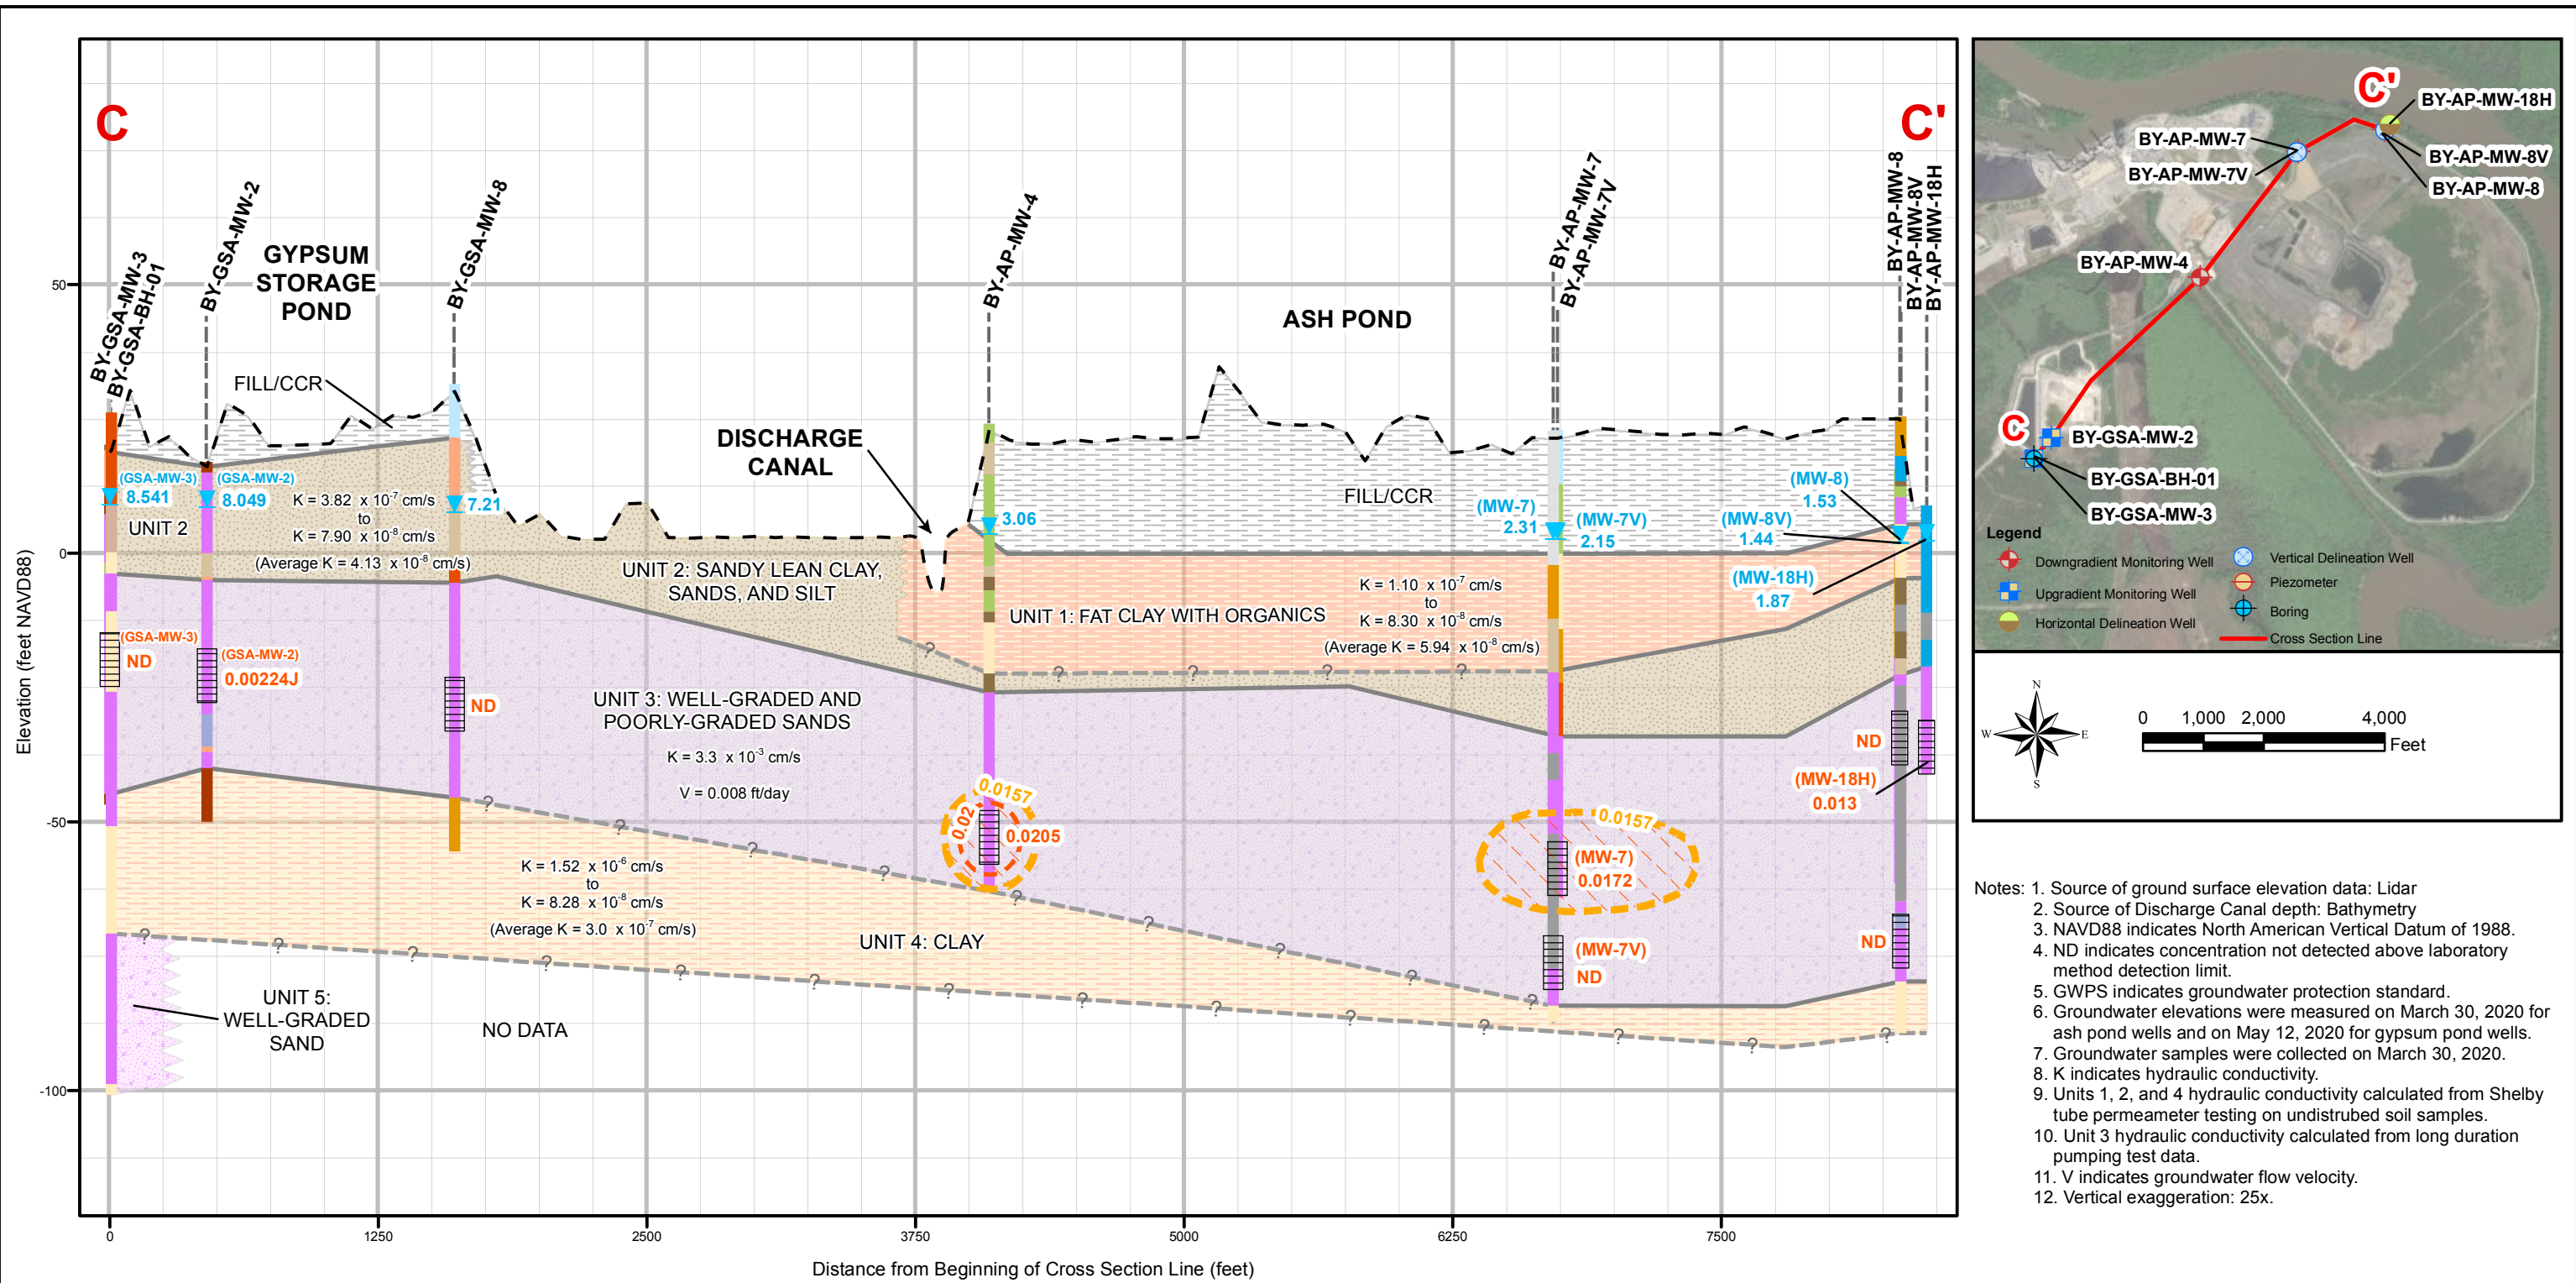 C
C'
BY-GSA-MW-3
BY-GSA-BH-01
BY-GSA-MW-2
GYPSUM
STORAGE
POND
BY-GSA-MW-8
BY-AP-MW-4
ASH POND
BY-AP-MW-7
BY-AP-MW-7V
BY-AP-MW-8
BY-AP-MW-8V
BY-AP-MW-18H
FILL/CCR
DISCHARGE
CANAL
(GSA-MW-3)
8.541
(GSA-MW-2)
8.049
7.21
3.06
(MW-7)
2.31
(MW-7V)
2.15
(MW-8)
1.53
(MW-8V)
1.44
(MW-18H)
1.87
UNIT 2
K = 3.82 x 10-7 cm/s
to
K = 7.90 x 10-8 cm/s
(Average K = 4.13 x 10-8 cm/s)
FILL/CCR
UNIT 2: SANDY LEAN CLAY,
SANDS, AND SILT
UNIT 1: FAT CLAY WITH ORGANICS
K = 1.10 x 10-7 cm/s
to
K = 8.30 x 10-8 cm/s
(Average K = 5.94 x 10-8 cm/s)
? ? ? ? ?
(GSA-MW-3)
ND
(GSA-MW-2)
0.00224J
ND
UNIT 3: WELL-GRADED AND
POORLY-GRADED SANDS
K = 3.3 x 10-3 cm/s
V = 0.008 ft/day
0.0157
0.02
0.0205
0.0157
(MW-7)
0.0172
(MW-7V)
ND
ND
(MW-18H)
0.013
ND
? ? ? ? ? ? ? ? ?
K = 1.52 x 10-6 cm/s
to
K = 8.28 x 10-8 cm/s
(Average K = 3.0 x 10-7 cm/s)
UNIT 4: CLAY
? ? ? ? ? ? ? ? ? ? ? ? ? ?
UNIT 5:
WELL-GRADED
SAND
NO DATA
Elevation (feet NAVD88)
50
0
-50
-100
0 1250 2500 3750 5000 6250 7500
Distance from Beginning of Cross Section Line (feet)
C'
BY-AP-MW-18H
BY-AP-MW-7
BY-AP-MW-8V
BY-AP-MW-7V
BY-AP-MW-8
BY-AP-MW-4
C
BY-GSA-MW-2
BY-GSA-BH-01
BY-GSA-MW-3
Legend
Downgradient Monitoring Well
Upgradient Monitoring Well
Horizontal Delineation Well
Vertical Delineation Well
Piezometer
Boring
Cross Section Line
N
W
E
S
0 1,000 2,000 4,000
Feet
Notes: 1. Source of ground surface elevation data: Lidar
2. Source of Discharge Canal depth: Bathymetry
3. NAVD88 indicates North American Vertical Datum of 1988.
4. ND indicates concentration not detected above laboratory
method detection limit.
5. GWPS indicates groundwater protection standard.
6. Groundwater elevations were measured on March 30, 2020 for
ash pond wells and on May 12, 2020 for gypsum pond wells.
7. Groundwater samples were collected on March 30, 2020.
8. K indicates hydraulic conductivity.
9. Units 1, 2, and 4 hydraulic conductivity calculated from Shelby
tube permeameter testing on undistrubed soil samples.
10. Unit 3 hydraulic conductivity calculated from long duration
pumping test data.
11. V indicates groundwater flow velocity.
12. Vertical exaggeration: 25x.